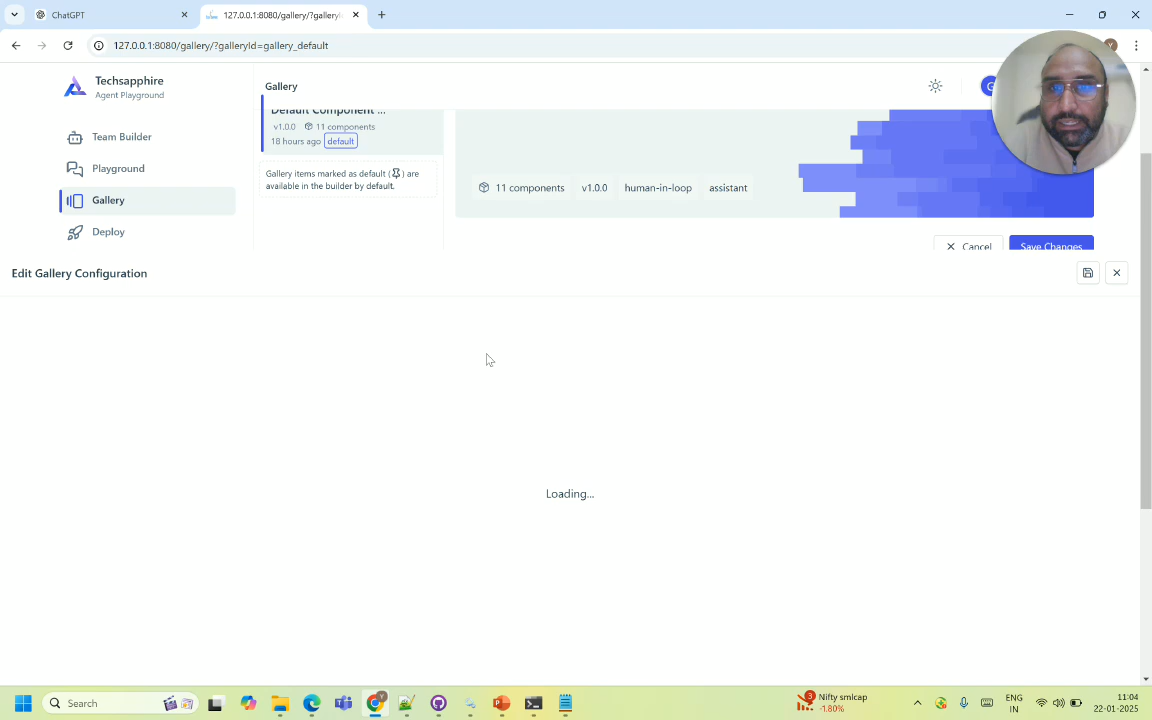 ChatGPT
127.0.0.1:8080/gallery/?galleryI
127.0.0.1:8080/gallery/?galleryId=gallery_default
Techsapphire
Agent Playground
Team Builder
Playground
Gallery
Deploy
Gallery
Default Component ...
v1.0.0 11 components
18 hours ago default
Gallery items marked as default ( ) are
available in the builder by default.
11 components v1.0.0 human-in-loop assistant
Cancel Save Changes
Edit Gallery Configuration
Loading...
Search
3
Nifty smlcap
-1.80%
ENG
IN
11:04
22-01-2025